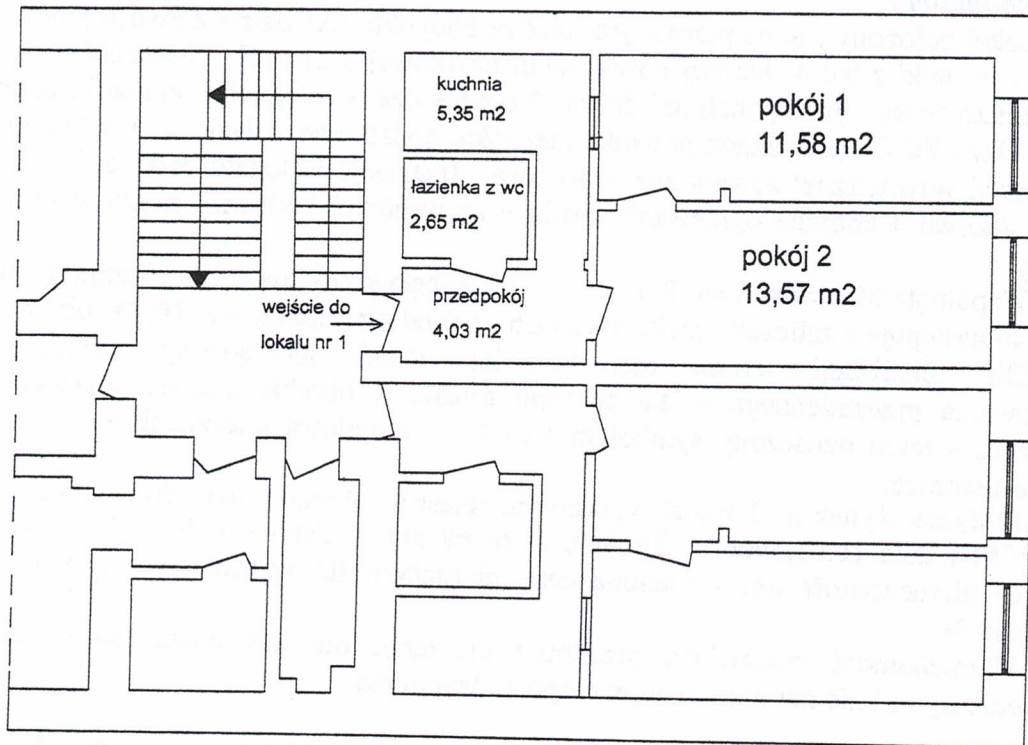 kuchnia
5,35 m2
pokój 1
11,58 m2
łazienka z wc
2,65 m2
pokój 2
13,57 m2
przedpokój
4,03 m2
wejście do
lokalu nr 1